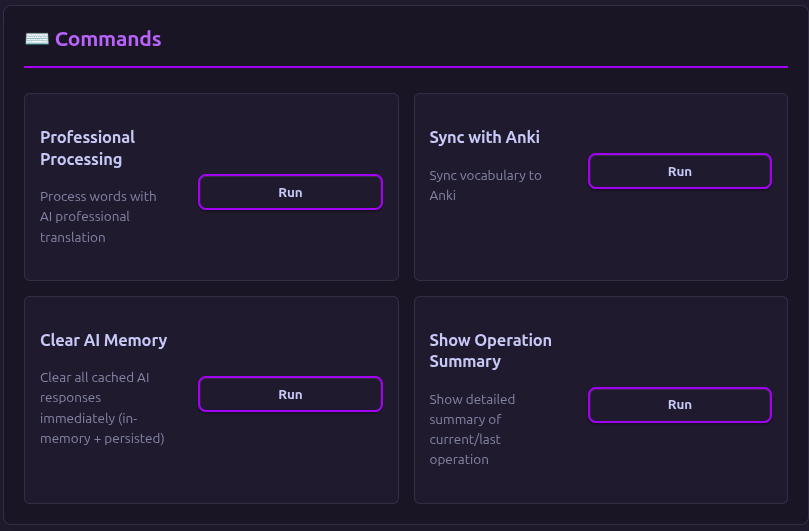 ⌨️ Commands
Professional
Processing
Process words with
AI professional
translation
Run
Sync with Anki
Sync vocabulary to
Anki
Run
Clear AI Memory
Clear all cached AI
responses
immediately (in-
memory + persisted)
Run
Show Operation
Summary
Show detailed
summary of
current/last
operation
Run